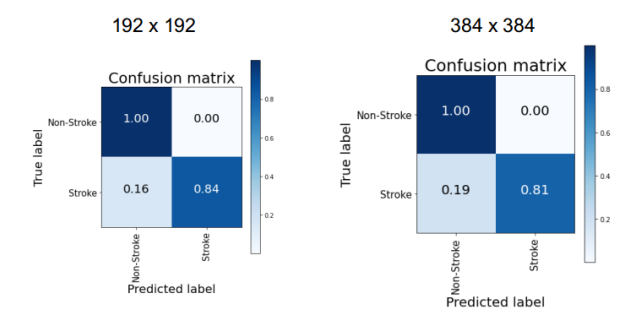 192 x 192
Confusion matrix
True label
Non-Stroke
Stroke
1.00 0.00
0.16 0.84
0.8
0.6
0.4
0.2
Non-Stroke
Stroke
Predicted label
384 x 384
Confusion matrix
True label
Non-Stroke
Stroke
1.00 0.00
0.19 0.81
0.8
0.6
0.4
0.2
Non-Stroke
Stroke
Predicted label